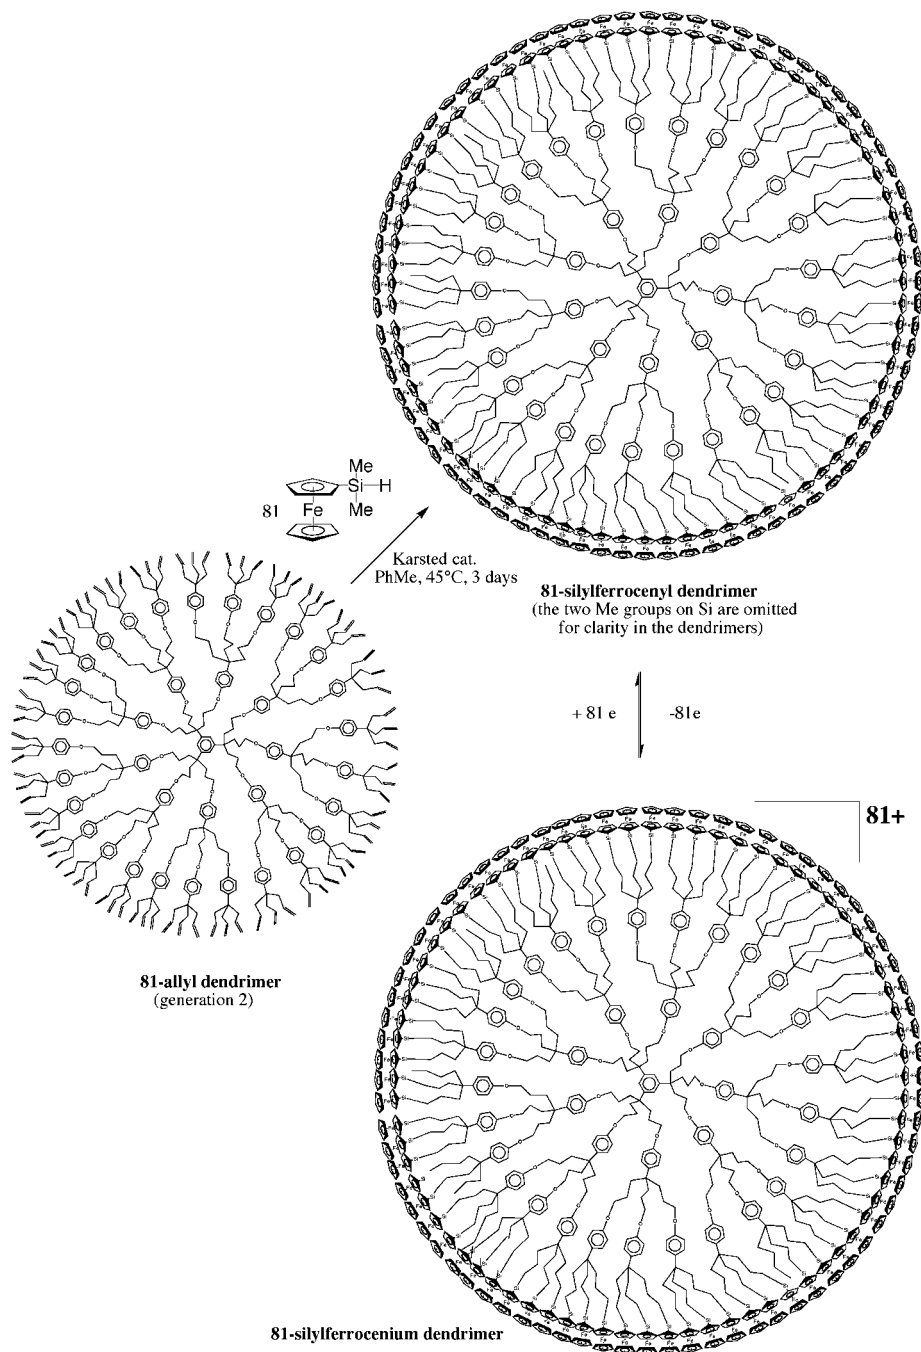 Me
81
Si
H
Fe
Me
Karsted cat.
PhMe, 45°C, 3 days
81-silylferrocenyl dendrimer
(the two Me groups on Si are omitted
for clarity in the dendrimers)
+ 81 e
-81e
81+
81-allyl dendrimer
(generation 2)
81-silylferrocenium dendrimer